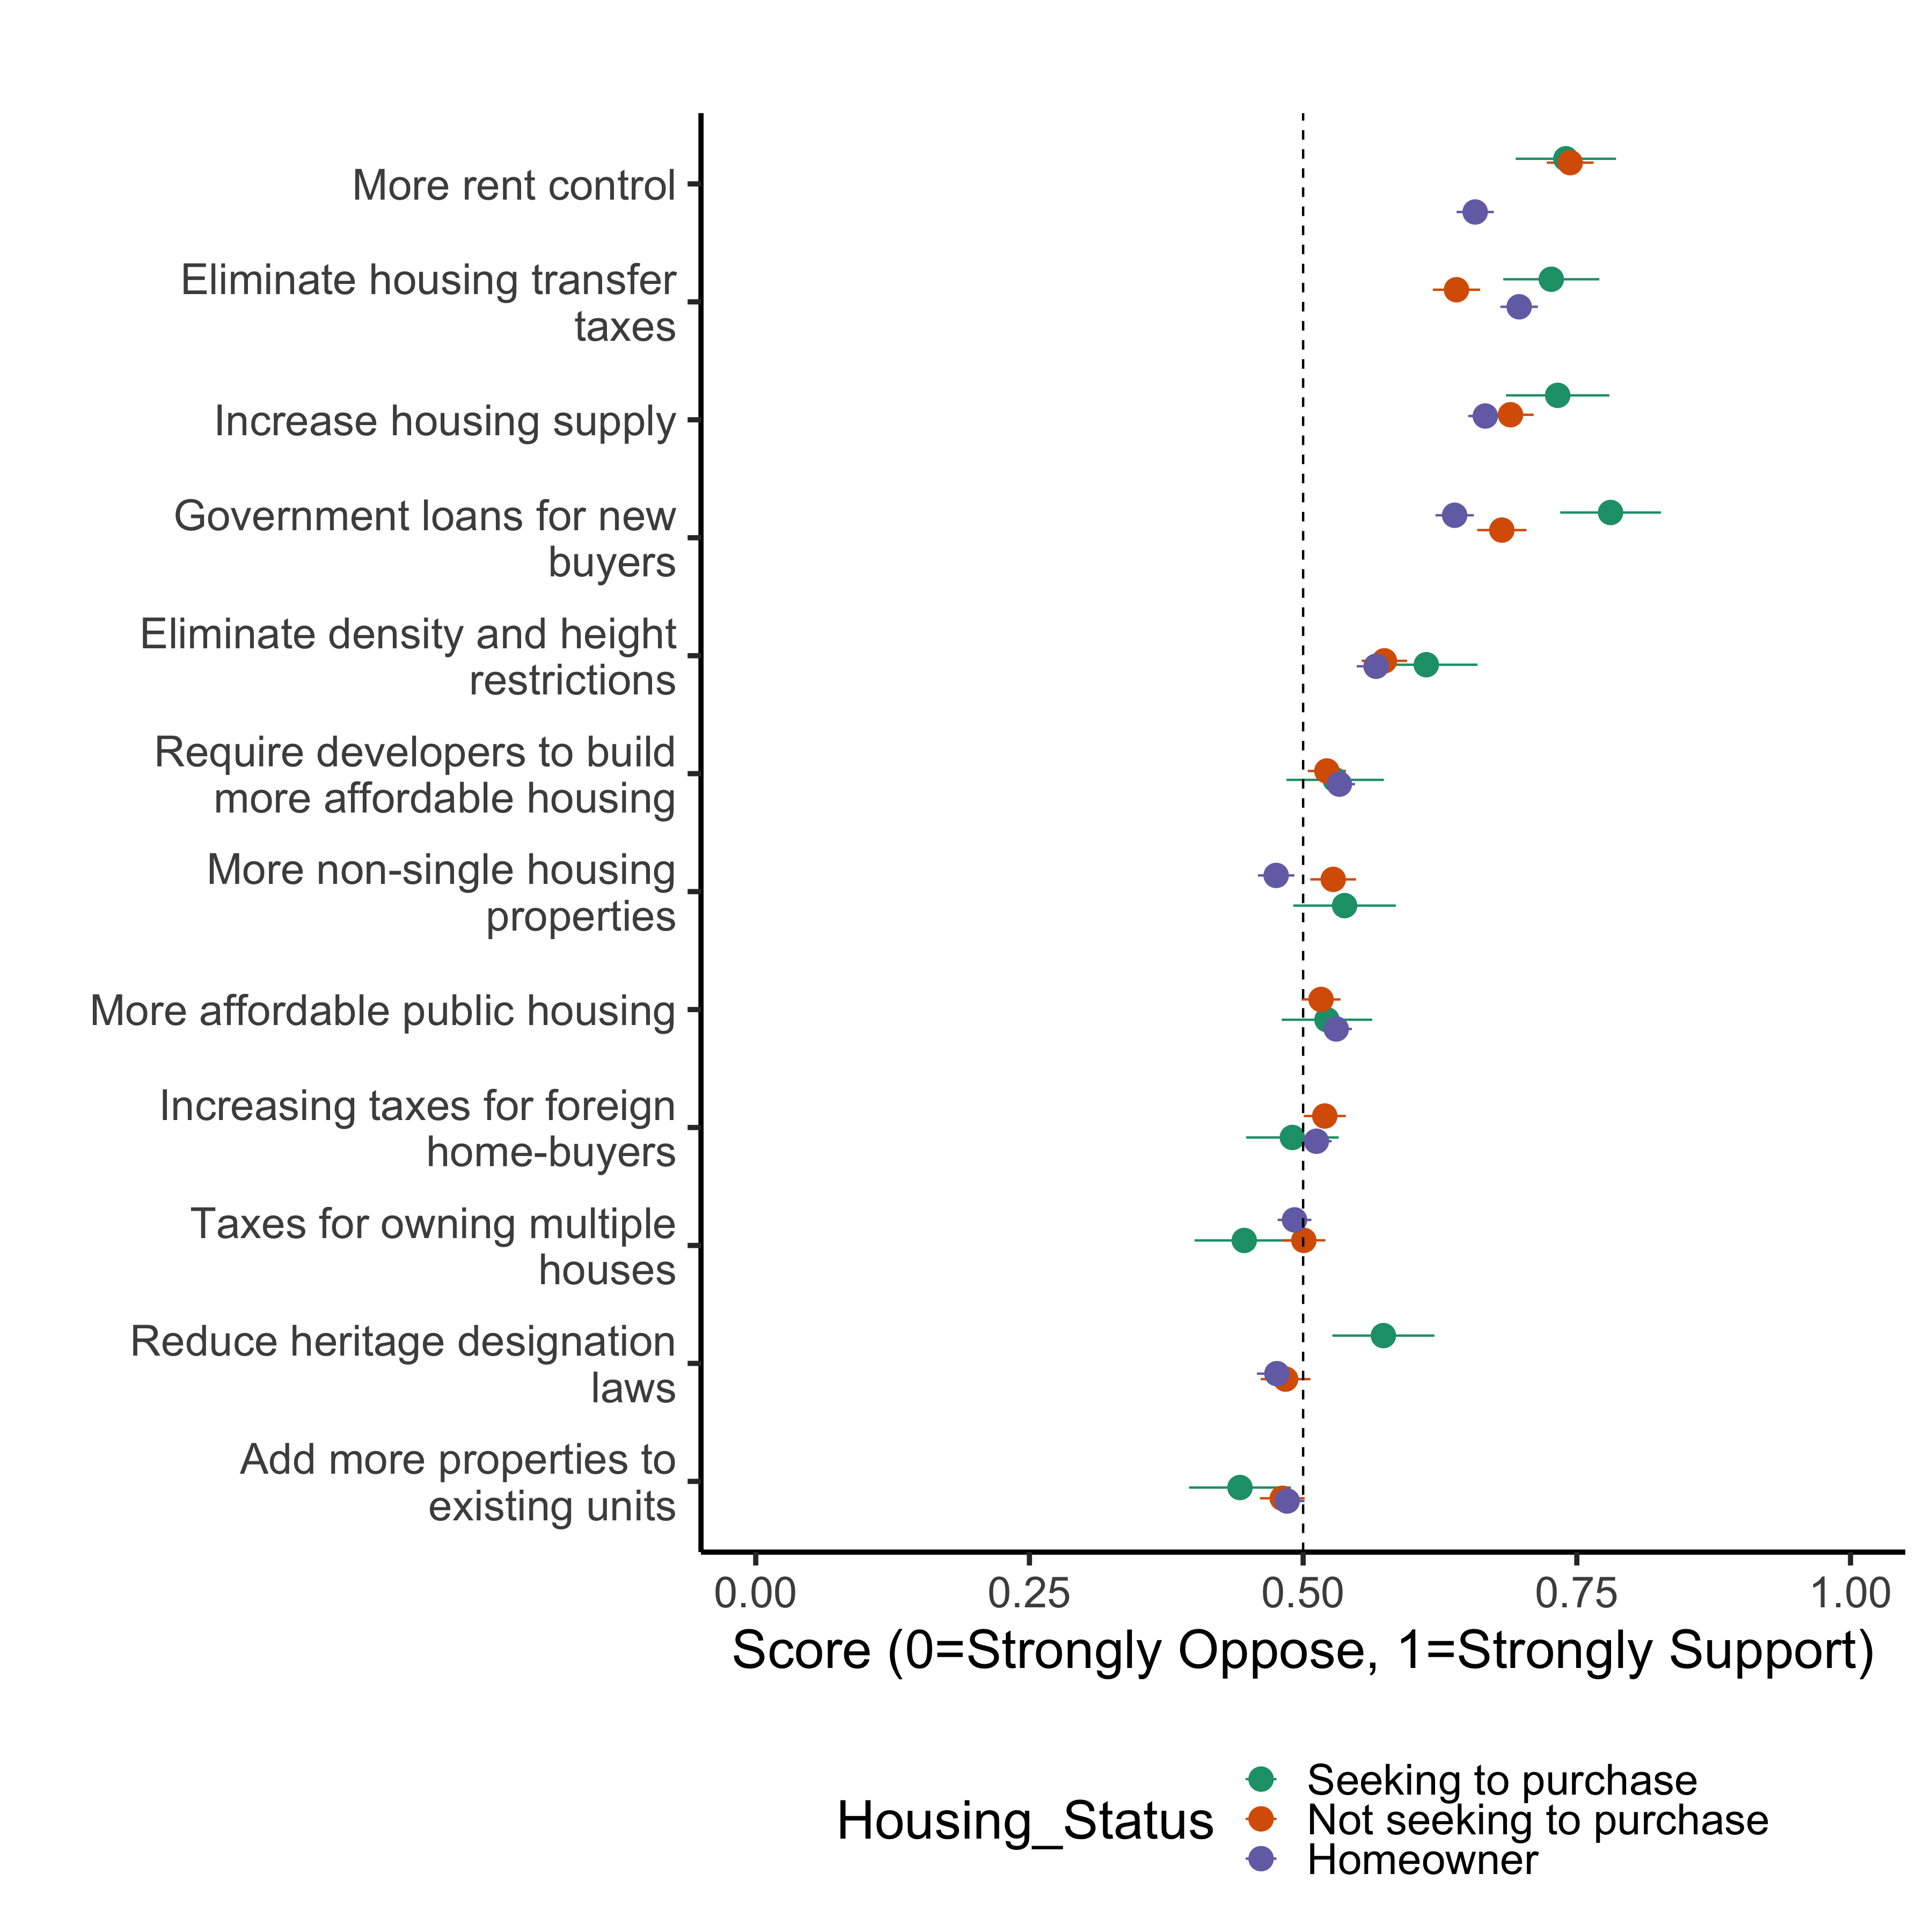 More rent control
Eliminate housing transfer
taxes
Increase housing supply
Government loans for new
buyers
Eliminate density and height
restrictions
Require developers to build
more affordable housing
More non-single housing
properties
More affordable public housing
Increasing taxes for foreign
home-buyers
Taxes for owning multiple
houses
Reduce heritage designation
laws
Add more properties to
existing units
0.00 0.25 0.50 0.75 1.00
Score (0=Strongly Oppose, 1=Strongly Support)
Housing_Status
Seeking to purchase
Not seeking to purchase
Homeowner